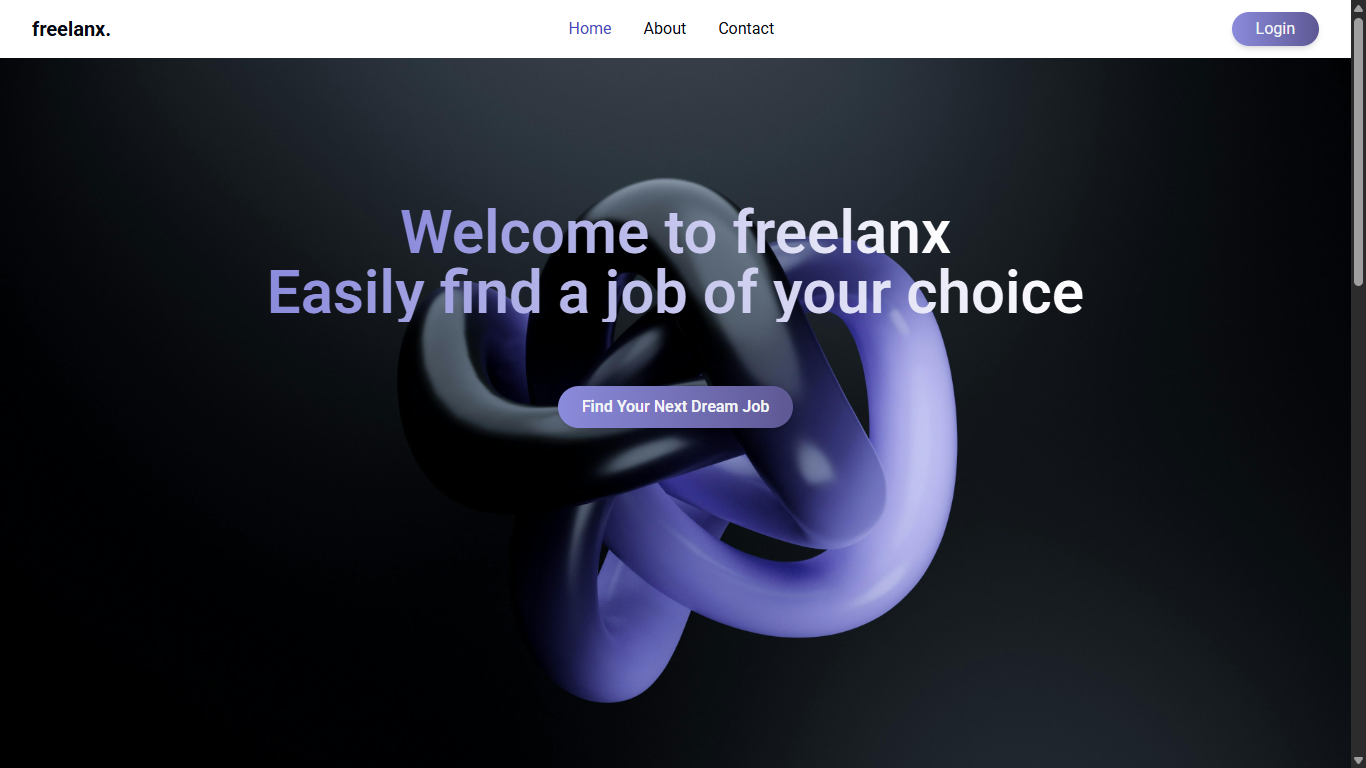 freelanx.
Home
About
Contact
Login
Welcome to freelanx
Easily find a job of your choice
Find Your Next Dream Job